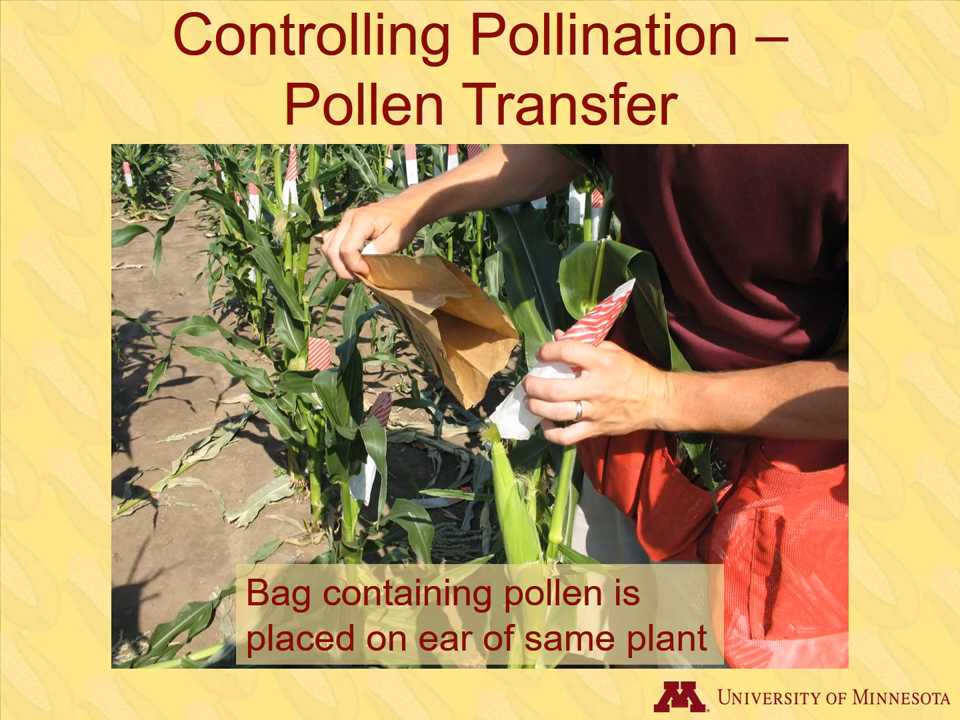 Controlling Pollination –
Pollen Transfer
Bag containing pollen is
placed on ear of same plant
M
UNIVERSITY OF MINNESOTA